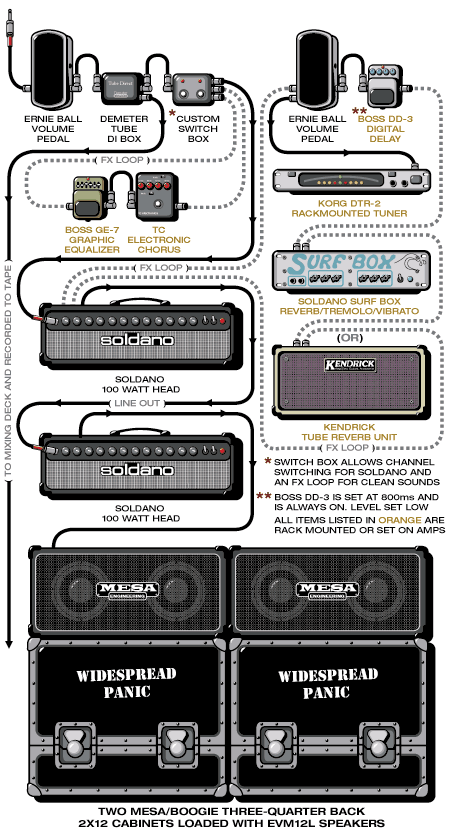 Tube Direct
ERNIE BALL
VOLUME
PEDAL
DEMETER
TUBE
DI BOX
* CUSTOM
SWITCH
BOX
ERNIE BALL
VOLUME
PEDAL
** BOSS DD-3
DIGITAL
DELAY
( FX LOOP )
KORG DTR-2
RACKMOUNTED TUNER
BOSS GE-7
GRAPHIC
EQUALIZER
TC
ELECTRONIC
CHORUS
( FX LOOP )
SURF BOX
SOLDANO SURF BOX
REVERB/TREMOLO/VIBRATO
(TO MIXING DECK AND RECORDED TO TAPE)
soldano
SOLDANO
100 WATT HEAD
(OR)
KENDRICK
KENDRICK
TUBE REVERB UNIT
( FX LOOP )
( LINE OUT )
soldano
SOLDANO
100 WATT HEAD
* SWITCH BOX ALLOWS CHANNEL
SWITCHING FOR SOLDANO AND
AN FX LOOP FOR CLEAN SOUNDS
** BOSS DD-3 IS SET AT 800ms AND
IS ALWAYS ON. LEVEL SET LOW
ALL ITEMS LISTED IN ORANGE ARE
RACK MOUNTED OR SET ON AMPS
MESA
ENGINEERING
MESA
ENGINEERING
WIDESPREAD
PANIC
WIDESPREAD
PANIC
TWO MESA/BOOGIE THREE-QUARTER BACK
2X12 CABINETS LOADED WITH EVM12L SPEAKERS